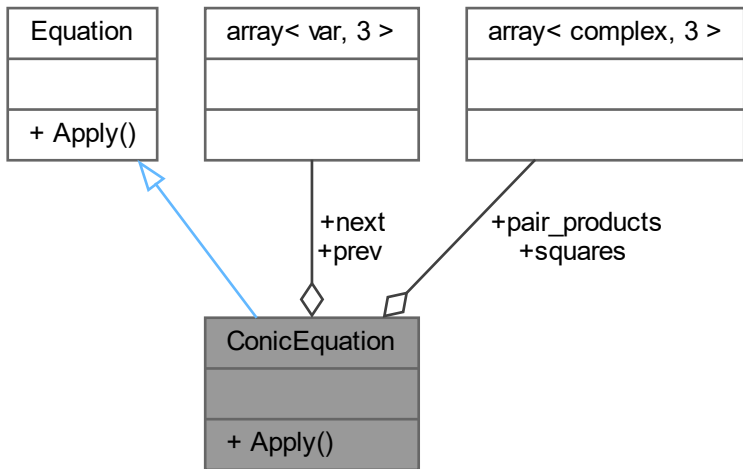 Equation
+ Apply()
array< var, 3 >
array< complex, 3 >
+next
+prev
+pair_products
+squares
ConicEquation
+ Apply()